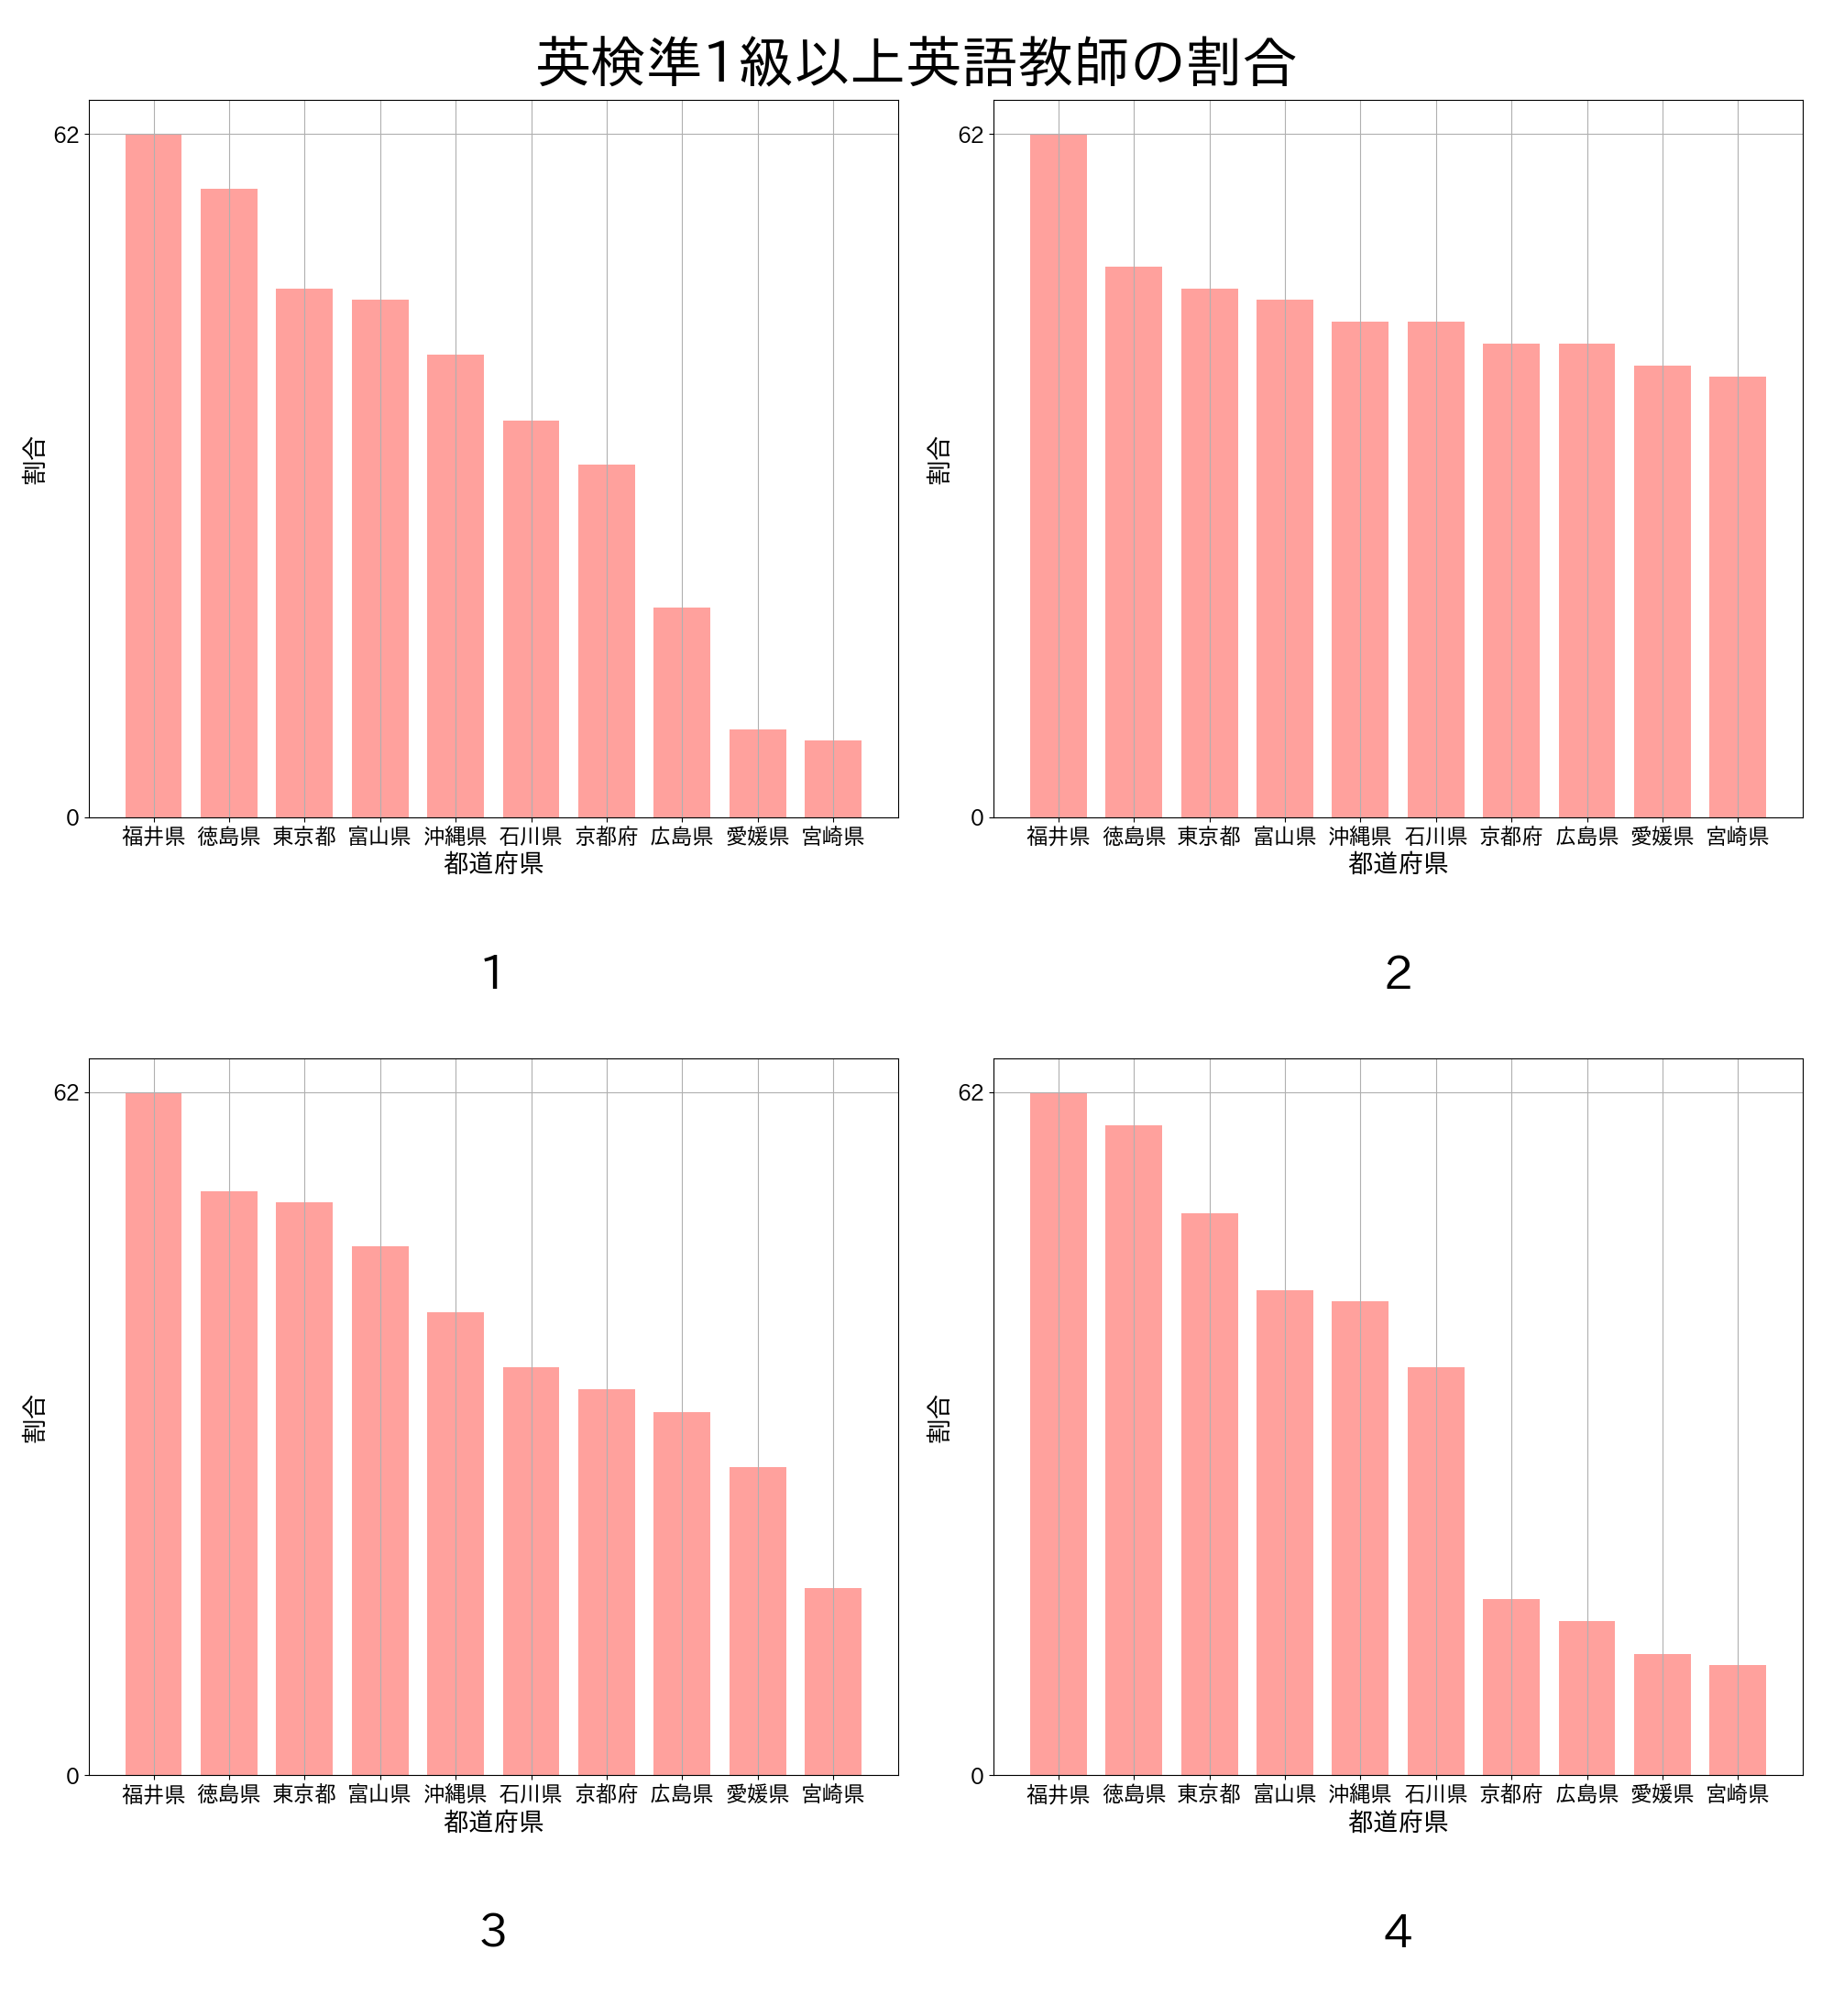 英検準1級以上英語教師の割合
62
0
割合
福井県 徳島県 東京都 富山県 沖縄県 石川県 京都府 広島県 愛媛県 宮崎県
都道府県
1
62
0
割合
福井県 徳島県 東京都 富山県 沖縄県 石川県 京都府 広島県 愛媛県 宮崎県
都道府県
2
62
0
割合
福井県 徳島県 東京都 富山県 沖縄県 石川県 京都府 広島県 愛媛県 宮崎県
都道府県
3
62
0
割合
福井県 徳島県 東京都 富山県 沖縄県 石川県 京都府 広島県 愛媛県 宮崎県
都道府県
4